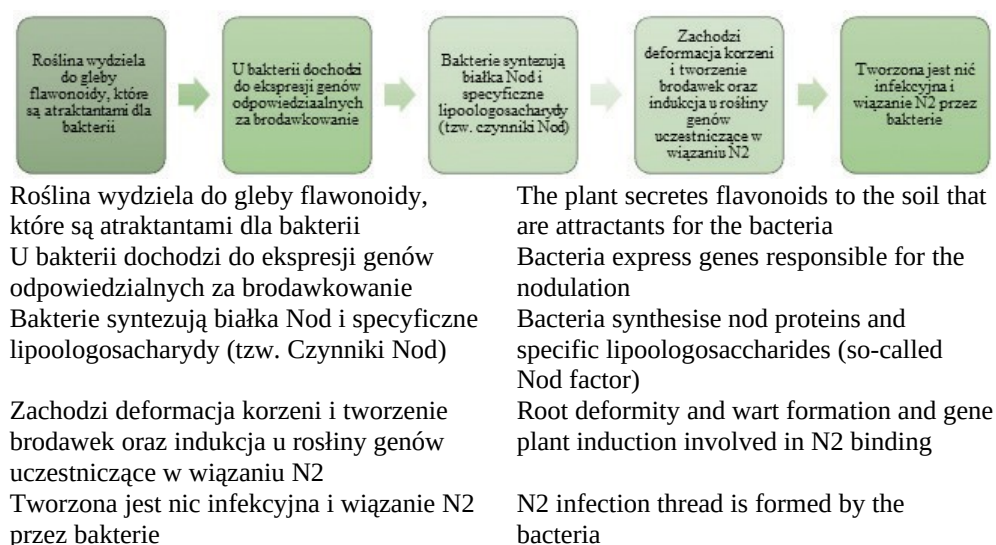 Roślina wydziela
do gleby
flawonoidy, które
są atraktantami dla
bakterii
U bakterii dochodzi
do ekspresji genów
odpowiedziaalnych
za brodawkowanie
Bakterie syntezują
białka Nod i
specyficzne
lipoologosacharydy
(tzw. czynniki Nod)
Zachodzi
deformacja korzeni
i tworzenie
brodawek oraz
indukcja u rośliny
genów
uczestniczące w
wiązaniu N2
Tworzona jest nić
infekcyjna i
wiązanie N2 przez
bakterie
Roślina wydziela do gleby flawonoidy,
które są atraktantami dla bakterii
The plant secretes flavonoids to the soil that
are attractants for the bacteria
U bakterii dochodzi do ekspresji genów
odpowiedzialnych za brodawkowanie
Bacteria express genes responsible for the
nodulation
Bakterie syntezują białka Nod i specyficzne
lipoologosacharydy (tzw. Czynniki Nod)
Bacteria synthesise nod proteins and
specific lipoologosaccharides (so-called
Nod factor)
Zachodzi deformacja korzeni i tworzenie
brodawek oraz indukcja u rosłiny genów
uczestniczące w wiązaniu N2
Root deformity and wart formation and gene
plant induction involved in N2 binding
Tworzona jest nic infekcyjna i wiązanie N2
przez bakterie
N2 infection thread is formed by the
bacteria